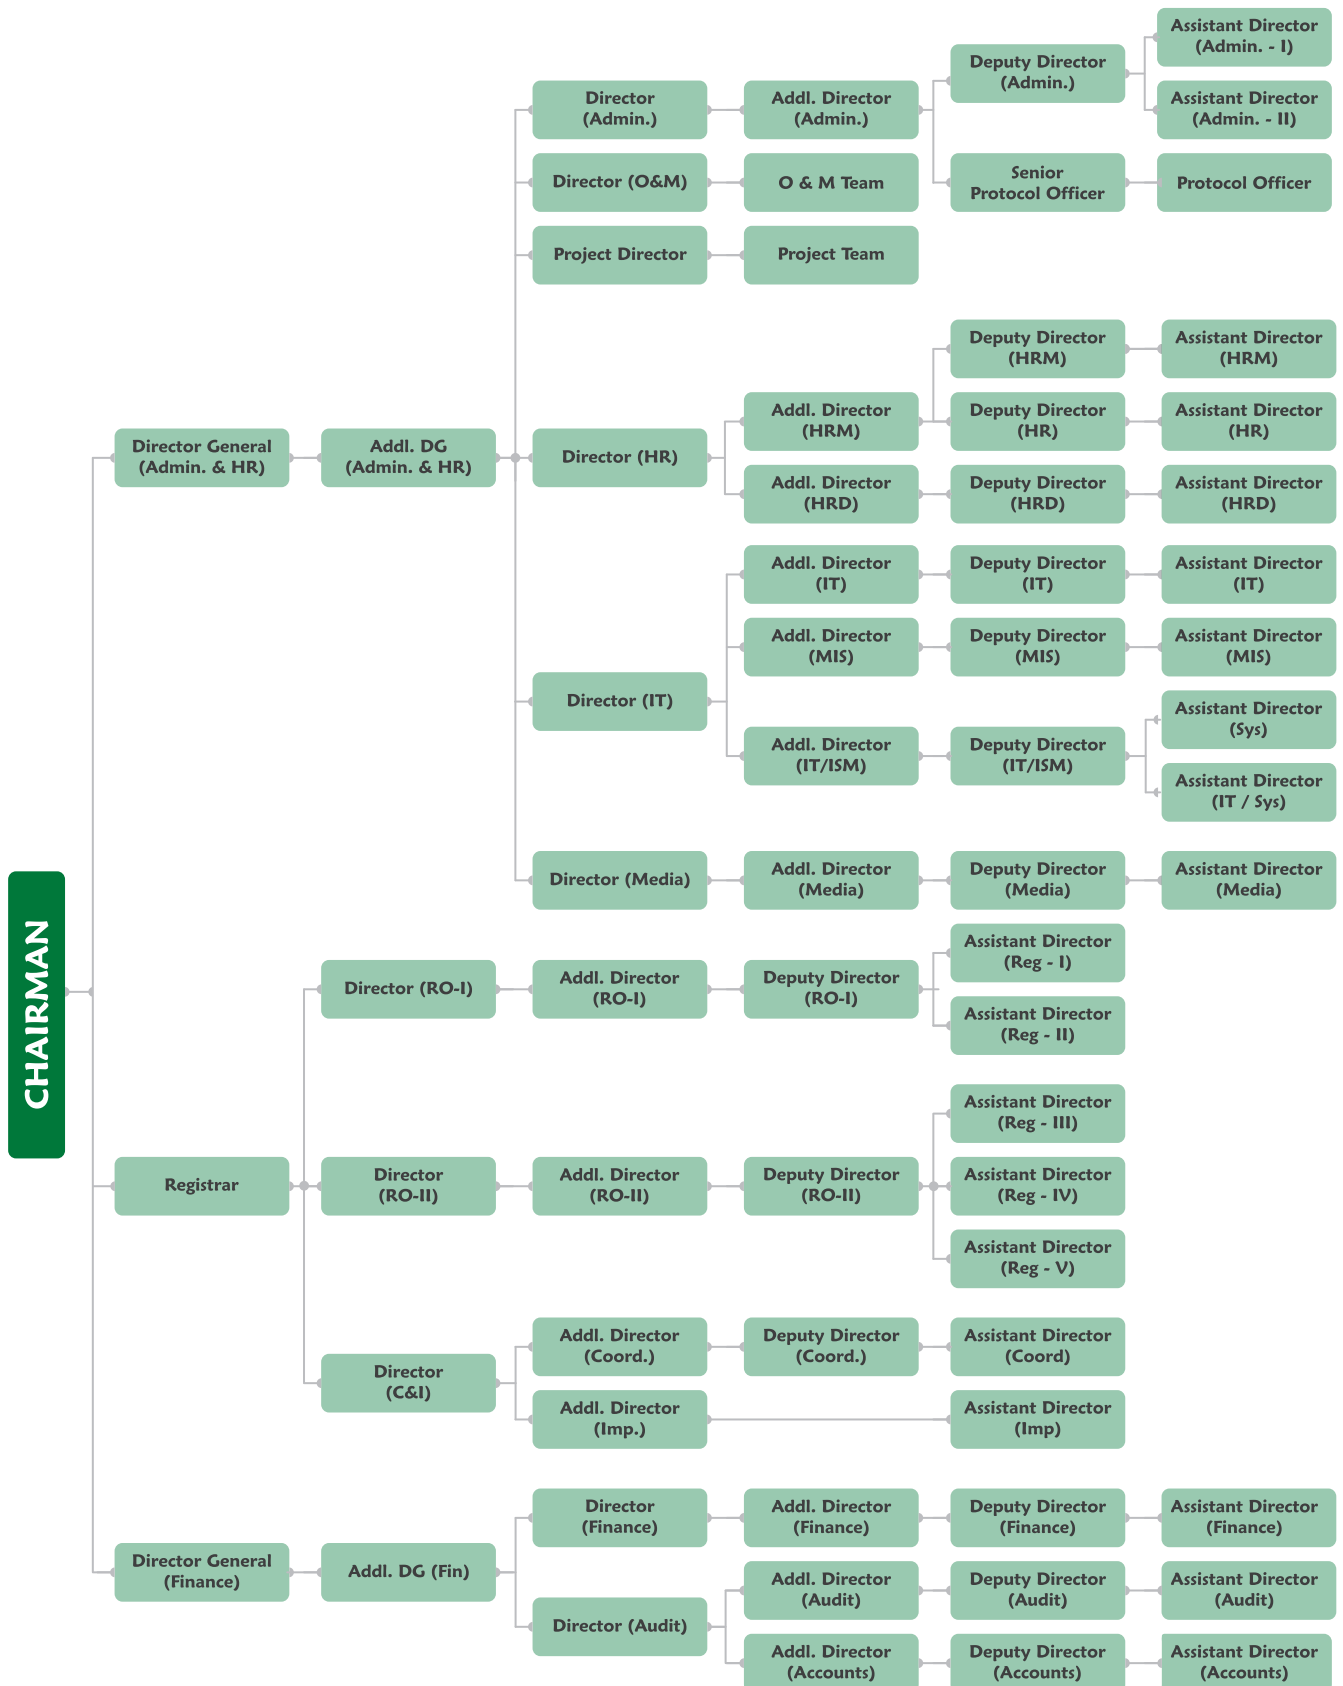 Assistant Director
(Admin. - I)
Deputy Director
(Admin.)
Director
(Admin.)
Addl. Director
(Admin.)
Assistant Director
(Admin. - II)
Director (O&M)
O & M Team
Senior
Protocol Officer
Protocol Officer
Project Director
Project Team
Deputy Director
(HRM)
Assistant Director
(HRM)
Addl. Director
(HRM)
Deputy Director
(HR)
Assistant Director
(HR)
Director General
(Admin. & HR)
Addl. DG
(Admin. & HR)
Director (HR)
Addl. Director
(HRD)
Deputy Director
(HRD)
Assistant Director
(HRD)
Addl. Director
(IT)
Deputy Director
(IT)
Assistant Director
(IT)
Addl. Director
(MIS)
Deputy Director
(MIS)
Assistant Director
(MIS)
Director (IT)
Assistant Director
(Sys)
Addl. Director
(IT/ISM)
Deputy Director
(IT/ISM)
Assistant Director
(IT / Sys)
Director (Media)
Addl. Director
(Media)
Deputy Director
(Media)
Assistant Director
(Media)
CHAIRMAN
Director (RO-I)
Addl. Director
(RO-I)
Deputy Director
(RO-I)
Assistant Director
(Reg - I)
Assistant Director
(Reg - II)
Assistant Director
(Reg - III)
Registrar
Director
(RO-II)
Addl. Director
(RO-II)
Deputy Director
(RO-II)
Assistant Director
(Reg - IV)
Assistant Director
(Reg - V)
Director
(C&I)
Addl. Director
(Coord.)
Deputy Director
(Coord.)
Assistant Director
(Coord)
Addl. Director
(Imp.)
Assistant Director
(Imp)
Director
(Finance)
Addl. Director
(Finance)
Deputy Director
(Finance)
Assistant Director
(Finance)
Director General
(Finance)
Addl. DG (Fin)
Addl. Director
(Audit)
Deputy Director
(Audit)
Assistant Director
(Audit)
Director (Audit)
Addl. Director
(Accounts)
Deputy Director
(Accounts)
Assistant Director
(Accounts)